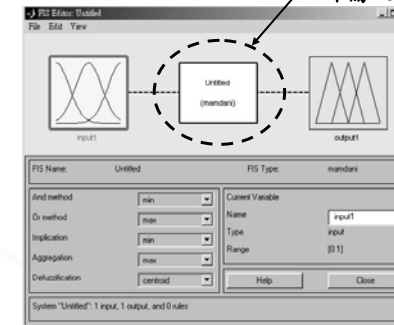 FIS Editor: Untitled
File Edit View
Untitled
(mamdani)
input1
output1
FIS Name: Untitled FIS Type: mamdani
And method min
Or method max
Implication min
Aggregation max
Defuzzification centroid
Current Variable
Name input1
Type input
Range [0 1]
Help Close
System "Untitled": 1 input, 1 output, and 0 rules